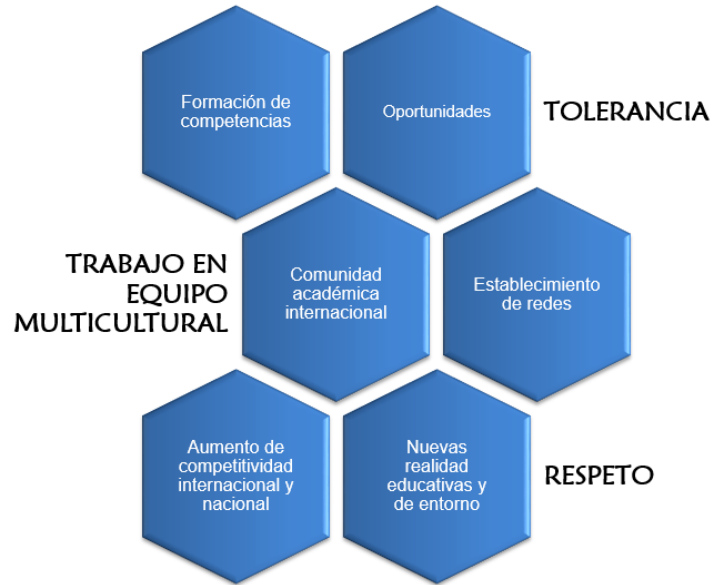 Formación de
competencias
Oportunidades
TOLERANCIA
TRABAJO EN
EQUIPO
MULTICULTURAL
Comunidad
académica
internacional
Establecimiento
de redes
Aumento de
competitividad
internacional y
nacional
Nuevas
realidad
educativas y
de entorno
RESPETO